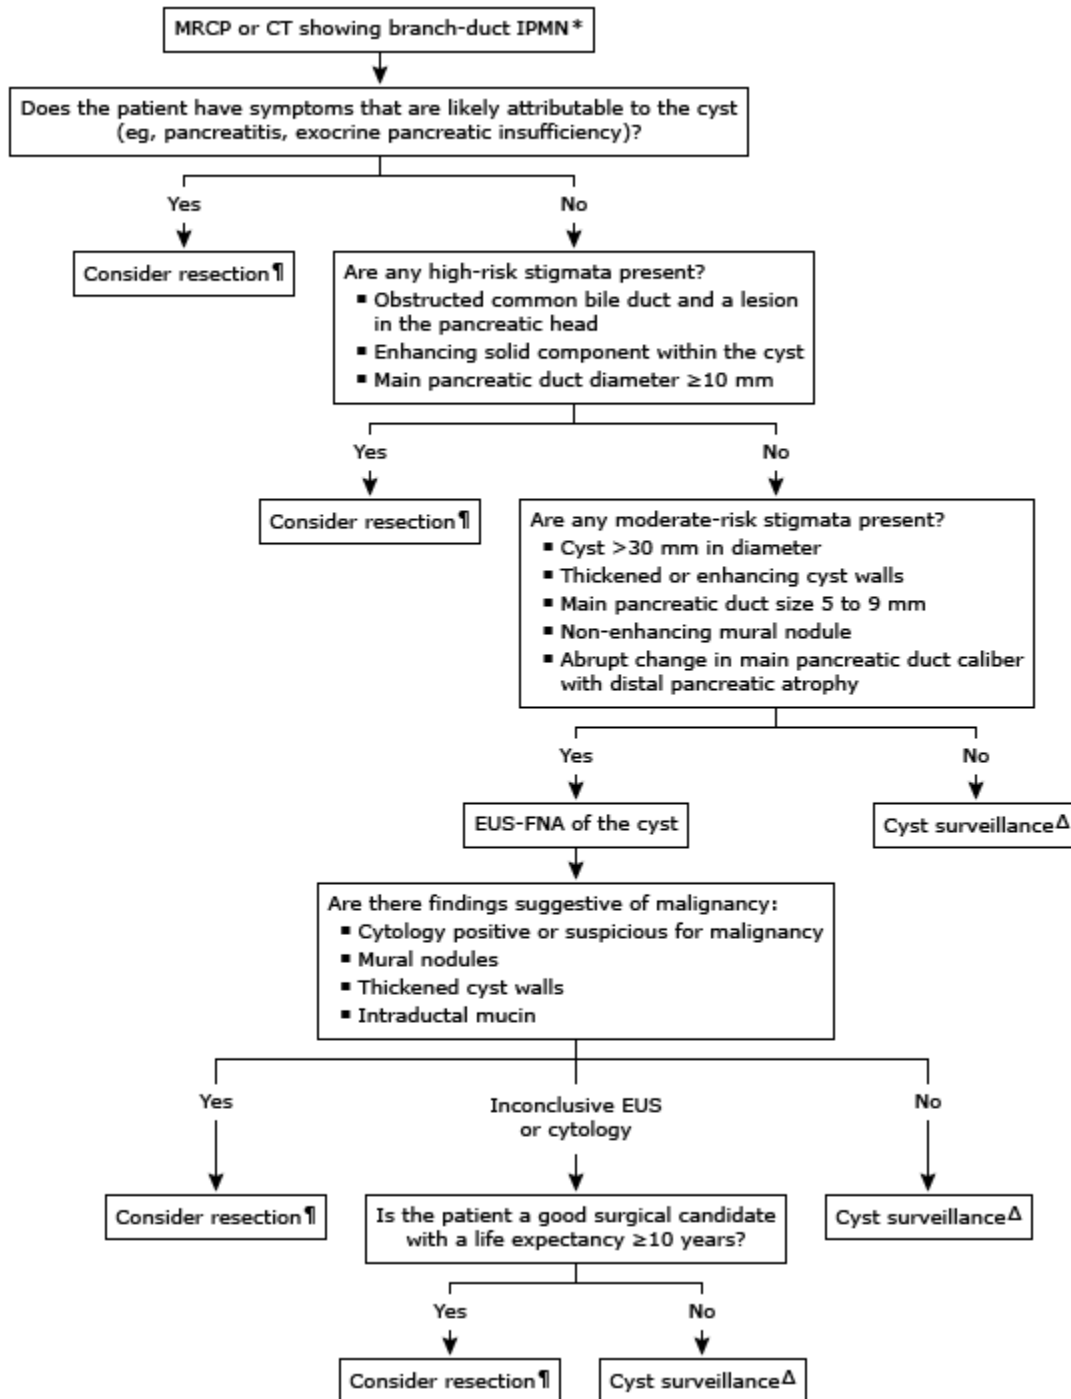 MRCP or CT showing branch-duct IPMN*
Does the patient have symptoms that are likely attributable to the cyst
(eg, pancreatitis, exocrine pancreatic insufficiency)?
Yes
No
Consider resection¶
Are any high-risk stigmata present?
▪ Obstructed common bile duct and a lesion
in the pancreatic head
▪ Enhancing solid component within the cyst
▪ Main pancreatic duct diameter ≥10 mm
Yes
No
Consider resection¶
Are any moderate-risk stigmata present?
▪ Cyst >30 mm in diameter
▪ Thickened or enhancing cyst walls
▪ Main pancreatic duct size 5 to 9 mm
▪ Non-enhancing mural nodule
▪ Abrupt change in main pancreatic duct caliber
with distal pancreatic atrophy
Yes
No
EUS-FNA of the cyst
Cyst surveillanceΔ
Are there findings suggestive of malignancy:
▪ Cytology positive or suspicious for malignancy
▪ Mural nodules
▪ Thickened cyst walls
▪ Intraductal mucin
Yes
Inconclusive EUS
or cytology
No
Consider resection¶
Is the patient a good surgical candidate
with a life expectancy ≥10 years?
Cyst surveillanceΔ
Yes
No
Consider resection¶
Cyst surveillanceΔ